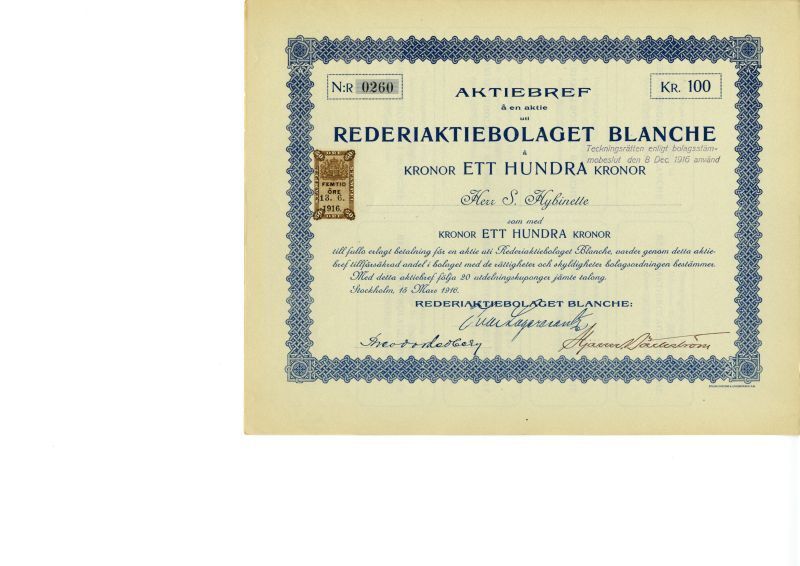 N:R 0260
KR. 100
AKTIEBREF
å en aktie
uti
REDERIAKTIEBOLAGET BLANCHE
Teckningsrätten enligt bolagsstäm-
mobeslut den 8 Dec. 1916 använd
å
KRONOR ETT HUNDRA KRONOR
FEMTIO
ÖRE
13. 6.
1916.
Herr S. Hybinette
som med
KRONOR ETT HUNDRA KRONOR
till fullo erlagt betalning för en aktie uti Rederiaktiebolaget Blanche, varder genom detta aktie-
bref tillförsäkrad andel i bolaget med de rättigheter och skyldigheter bolagsordningen bestämmer.
Med detta aktiebref följa 20 utdelningskuponger jämte talong.
Stockholm, 15 Mars 1916.
REDERIAKTIEBOLAGET BLANCHE: